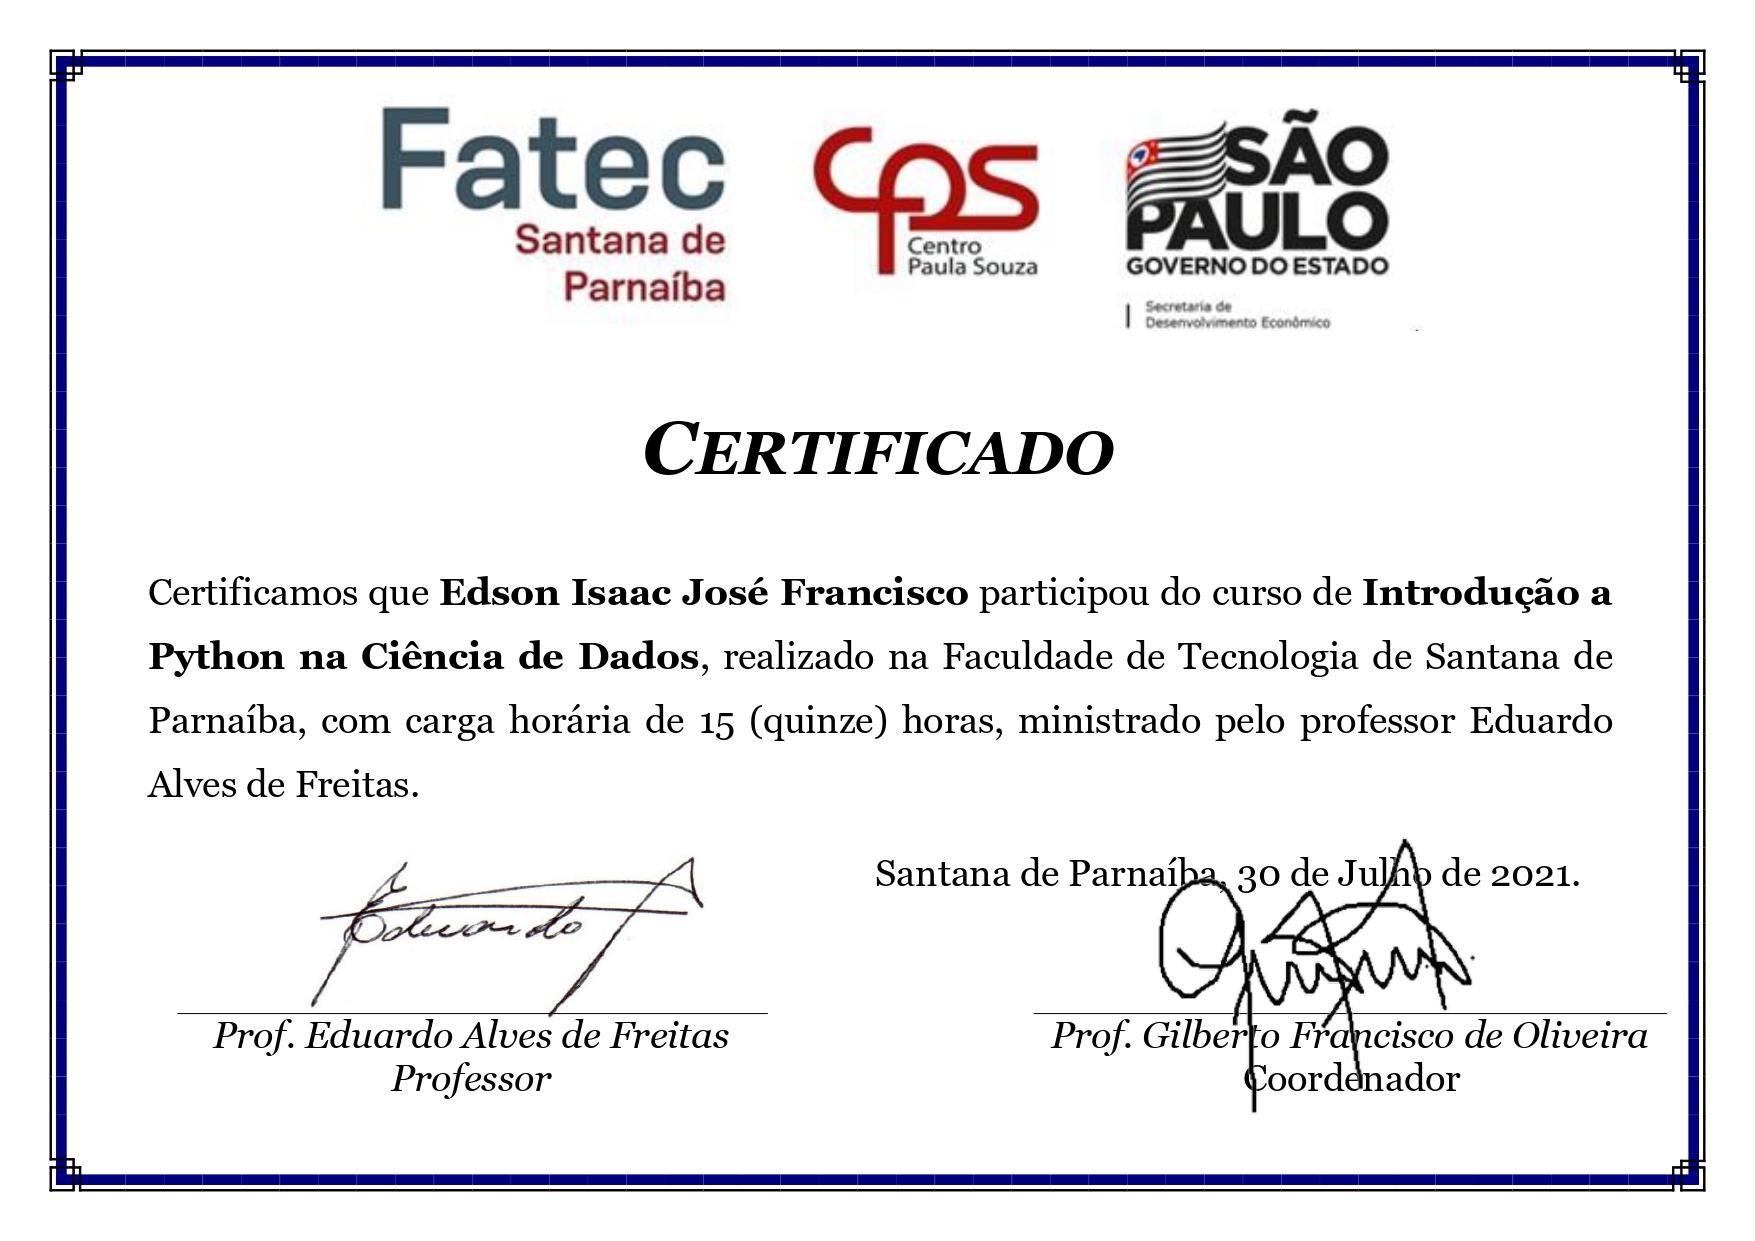 Fatec
Santana de
Parnaíba
cps
Centro
Paula Souza
SÃO
PAULO
GOVERNO DO ESTADO
Secretaria de
Desenvolvimento Econômico
CERTIFICADO
Certificamos que Edson Isaac José Francisco participou do curso de Introdução a
Python na Ciência de Dados, realizado na Faculdade de Tecnologia de Santana de
Parnaíba, com carga horária de 15 (quinze) horas, ministrado pelo professor Eduardo
Alves de Freitas.
Santana de Parnaíba, 30 de Julho de 2021.
Eduardo
Prof. Eduardo Alves de Freitas
Professor
Prof. Gilberto Francisco de Oliveira
Coordenador